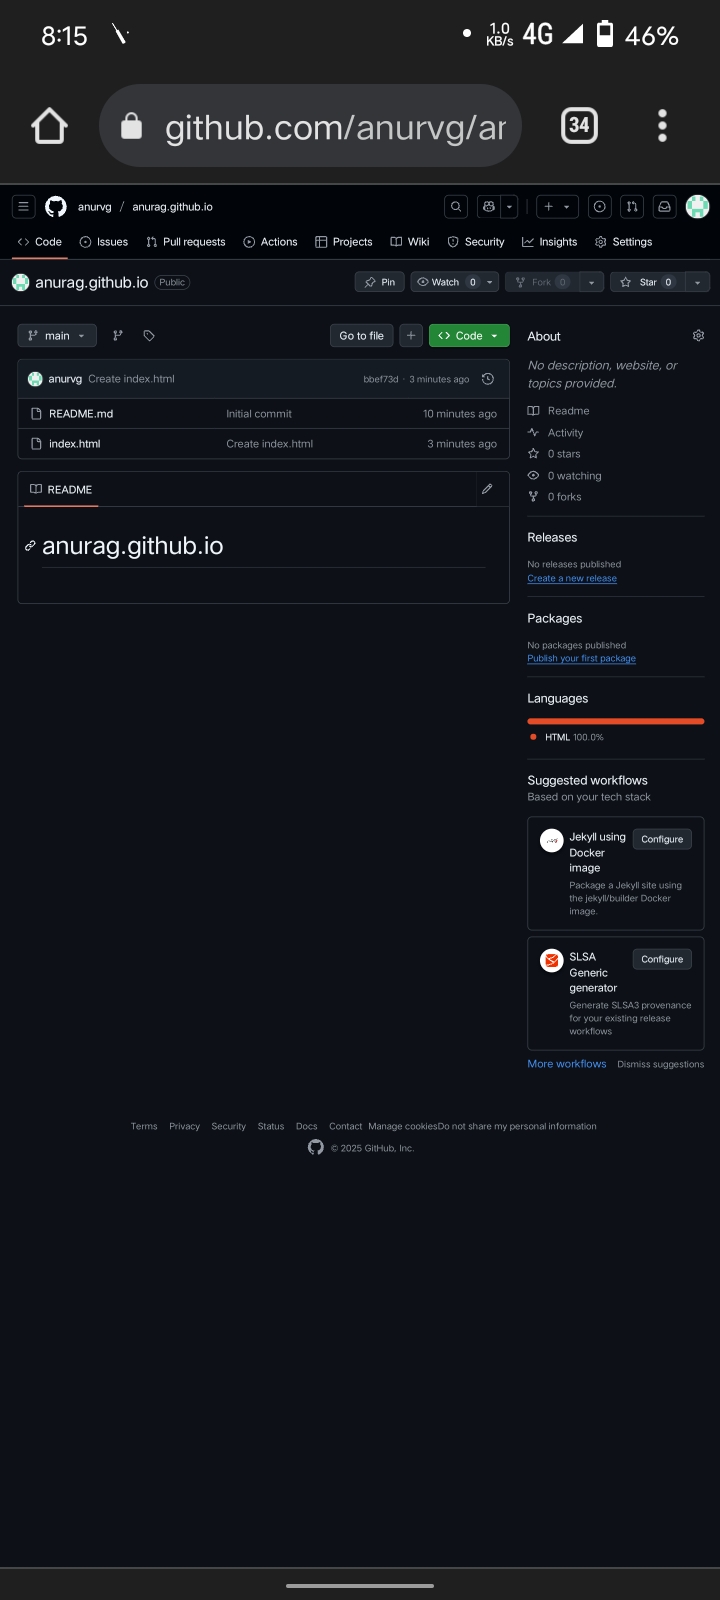 8:15 1.0 KB/s 4G 46%
github.com/anurvg/ar 34
anurvg / anurag.github.io
Code Issues Pull requests Actions Projects Wiki Security Insights Settings
anurag.github.io Public Pin Watch 0 Fork 0 Star 0
main Go to file Code
anurvg Create index.html bbef73d · 3 minutes ago
README.md Initial commit 10 minutes ago
index.html Create index.html 3 minutes ago
README
anurag.github.io
About
No description, website, or
topics provided.
Readme
Activity
0 stars
0 watching
0 forks
Releases
No releases published
Create a new release
Packages
No packages published
Publish your first package
Languages
HTML 100.0%
Suggested workflows
Based on your tech stack
Jekyll using Configure
Docker
image
Package a Jekyll site using
the jekyll/builder Docker
image.
SLSA Configure
Generic
generator
Generate SLSA3 provenance
for your existing release
workflows
More workflows Dismiss suggestions
Terms Privacy Security Status Docs Contact Manage cookies Do not share my personal information
© 2025 GitHub, Inc.